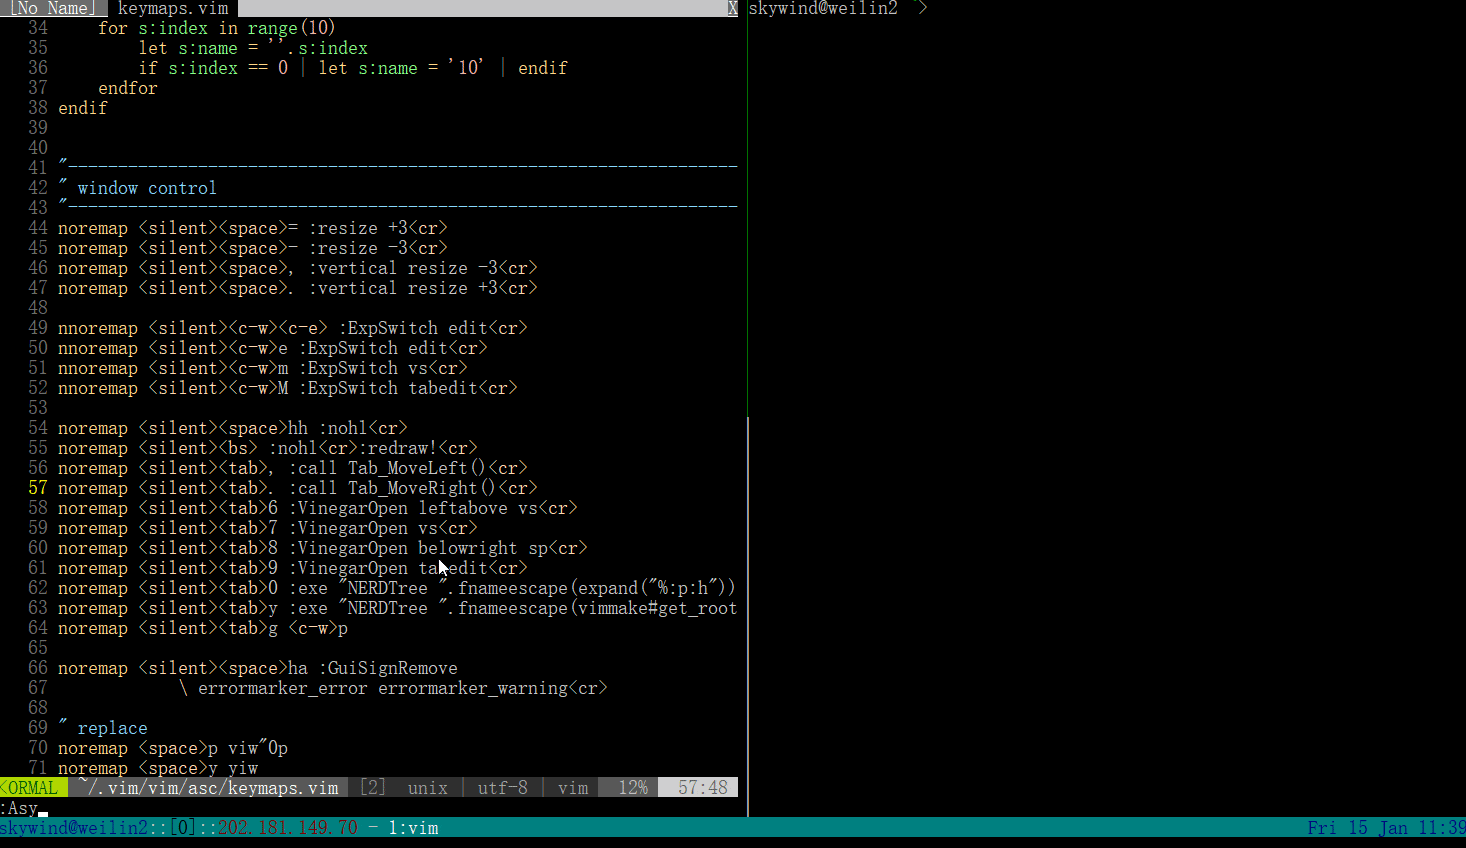 [No Name] keymaps.vim X skywind@weilin2 ~>
34 for s:index in range(10)
35 let s:name = ''.s:index
36 if s:index == 0 | let s:name = '10' | endif
37 endfor
38 endif
39
40
41 "-------------------------------------------------------------------
42 " window control
43 "-------------------------------------------------------------------
44 noremap <silent><space>= :resize +3<cr>
45 noremap <silent><space>- :resize -3<cr>
46 noremap <silent><space>, :vertical resize -3<cr>
47 noremap <silent><space>. :vertical resize +3<cr>
48
49 nnoremap <silent><c-w><c-e> :ExpSwitch edit<cr>
50 nnoremap <silent><c-w>e :ExpSwitch edit<cr>
51 nnoremap <silent><c-w>m :ExpSwitch vs<cr>
52 nnoremap <silent><c-w>M :ExpSwitch tabedit<cr>
53
54 noremap <silent><space>hh :nohl<cr>
55 noremap <silent><bs> :nohl<cr>:redraw!<cr>
56 noremap <silent><tab>, :call Tab_MoveLeft()<cr>
57 noremap <silent><tab>. :call Tab_MoveRight()<cr>
58 noremap <silent><tab>6 :VinegarOpen leftabove vs<cr>
59 noremap <silent><tab>7 :VinegarOpen vs<cr>
60 noremap <silent><tab>8 :VinegarOpen belowright sp<cr>
61 noremap <silent><tab>9 :VinegarOpen tabedit<cr>
62 noremap <silent><tab>0 :exe "NERDTree ".fnameescape(expand("%:p:h"))
63 noremap <silent><tab>y :exe "NERDTree ".fnameescape(vimmake#get_root
64 noremap <silent><tab>g <c-w>p
65
66 noremap <silent><space>ha :GuiSignRemove
67 \ errormarker_error errormarker_warning<cr>
68
69 " replace
70 noremap <space>p viw"0p
71 noremap <space>y yiw
<ORMAL ~/.vim/vim/asc/keymaps.vim [2] unix | utf-8 | vim 12% 57:48
:Asy
skywind@weilin2::[0]::202.181.149.70 - 1:vim Fri 15 Jan 11:39